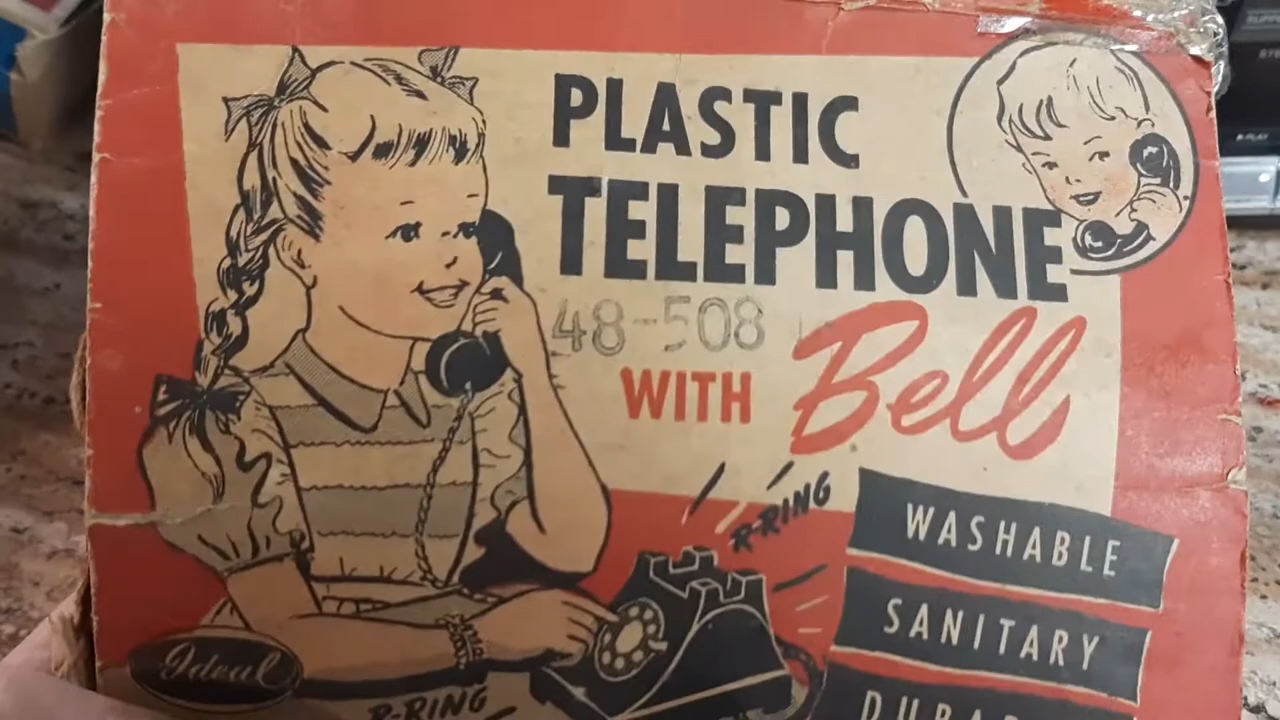 PLASTIC
TELEPHONE
48-508
WITH Bell
R-RING
WASHABLE
SANITARY
Ideal
R-RING